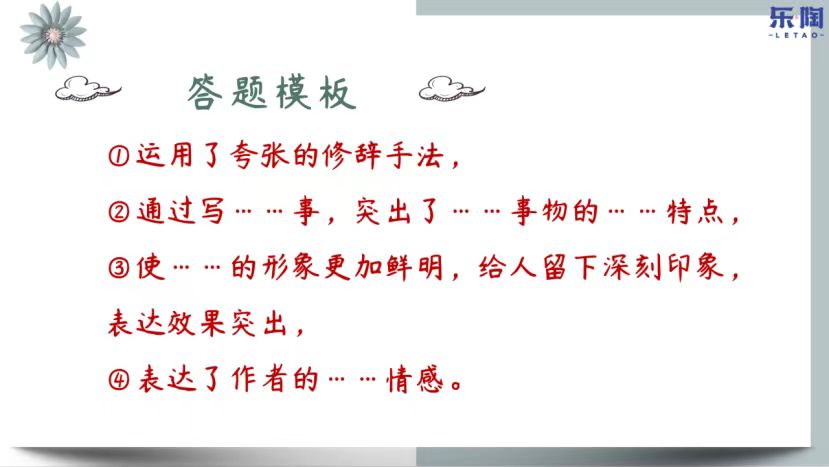 乐陶
-LETAO-
答题模板
①运用了夸张的修辞手法，
②通过写……事，突出了……事物的……特点，
③使……的形象更加鲜明，给人留下深刻印象，
表达效果突出，
④表达了作者的……情感。